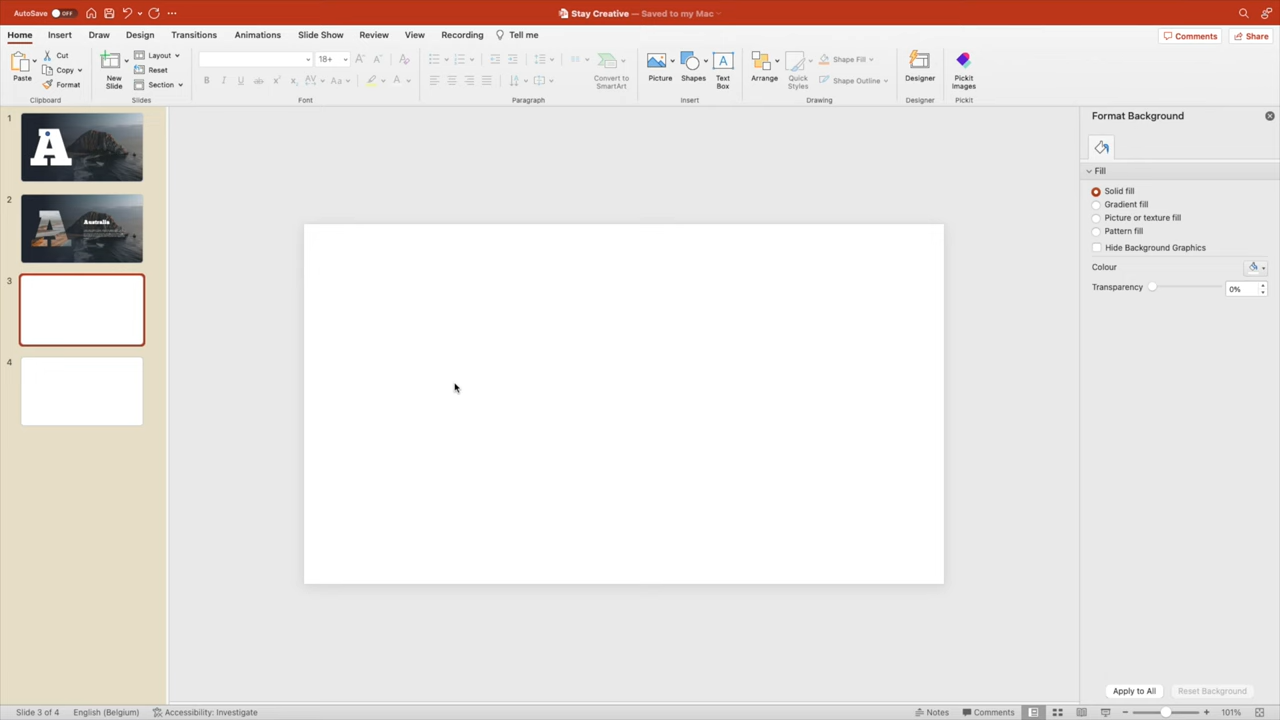 AutoSave OFF
Stay Creative — Saved to my Mac
Home Insert Draw Design Transitions Animations Slide Show Review View Recording Tell me
Comments Share
Paste Cut Copy Format Clipboard
New Slide Layout Reset Section Slides
18+ Font
Paragraph Convert to SmartArt
Picture Shapes Text Box Insert
Arrange Quick Styles Shape Fill Shape Outline Drawing
Designer Designer
Pickit Images Pickit
1
A
2
A Australia
3
4
Format Background
Fill
Solid fill
Gradient fill
Picture or texture fill
Pattern fill
Hide Background Graphics
Colour
Transparency 0%
Apply to All Reset Background
Slide 3 of 4 English (Belgium) Accessibility: Investigate Notes Comments 101%